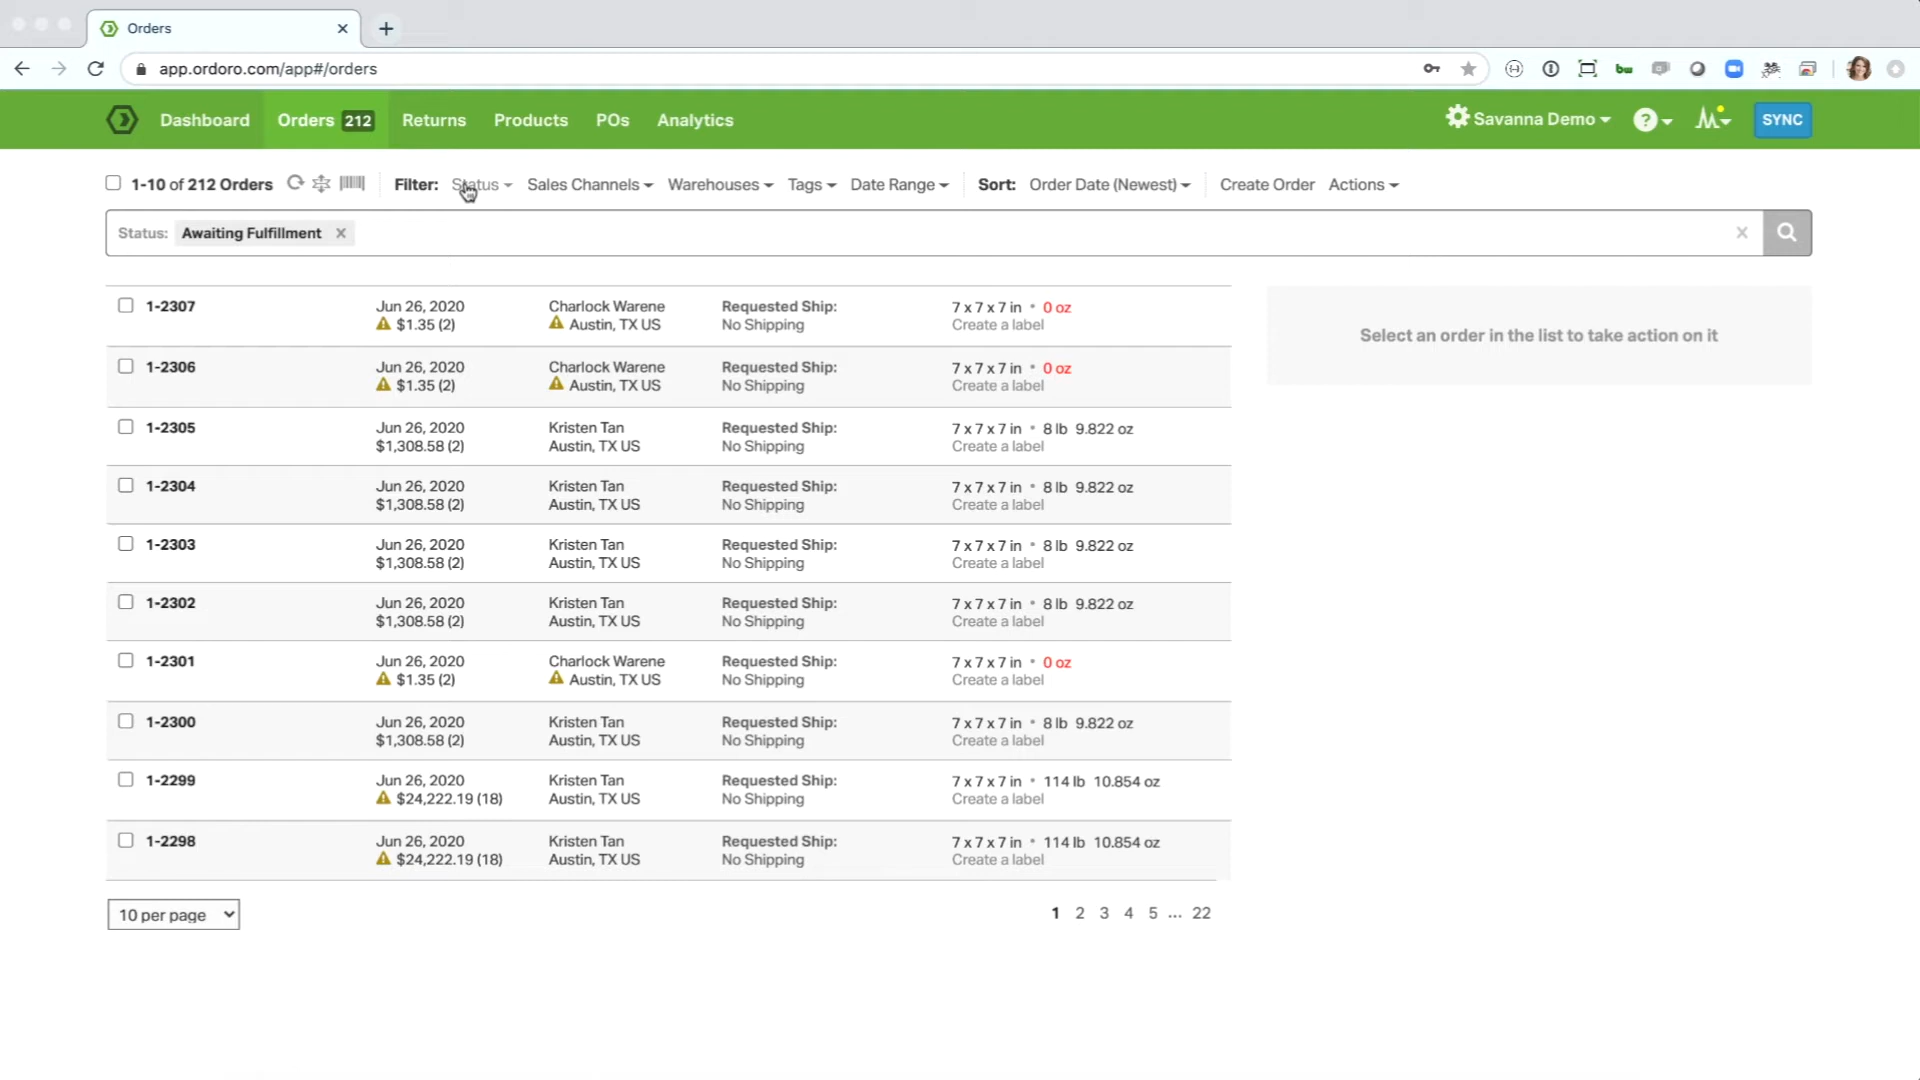 Orders
app.ordoro.com/app#/orders
Dashboard Orders 212 Returns Products POs Analytics Savanna Demo ? SYNC
1-10 of 212 Orders Filter: Status Sales Channels Warehouses Tags Date Range Sort: Order Date (Newest) Create Order Actions
Status: Awaiting Fulfillment
Select an order in the list to take action on it
1-2307 Jun 26, 2020 Charlock Warene Requested Ship: 7 x 7 x 7 in • 0 oz
$1.35 (2) Austin, TX US No Shipping Create a label
1-2306 Jun 26, 2020 Charlock Warene Requested Ship: 7 x 7 x 7 in • 0 oz
$1.35 (2) Austin, TX US No Shipping Create a label
1-2305 Jun 26, 2020 Kristen Tan Requested Ship: 7 x 7 x 7 in • 8 lb 9.822 oz
$1,308.58 (2) Austin, TX US No Shipping Create a label
1-2304 Jun 26, 2020 Kristen Tan Requested Ship: 7 x 7 x 7 in • 8 lb 9.822 oz
$1,308.58 (2) Austin, TX US No Shipping Create a label
1-2303 Jun 26, 2020 Kristen Tan Requested Ship: 7 x 7 x 7 in • 8 lb 9.822 oz
$1,308.58 (2) Austin, TX US No Shipping Create a label
1-2302 Jun 26, 2020 Kristen Tan Requested Ship: 7 x 7 x 7 in • 8 lb 9.822 oz
$1,308.58 (2) Austin, TX US No Shipping Create a label
1-2301 Jun 26, 2020 Charlock Warene Requested Ship: 7 x 7 x 7 in • 0 oz
$1.35 (2) Austin, TX US No Shipping Create a label
1-2300 Jun 26, 2020 Kristen Tan Requested Ship: 7 x 7 x 7 in • 8 lb 9.822 oz
$1,308.58 (2) Austin, TX US No Shipping Create a label
1-2299 Jun 26, 2020 Kristen Tan Requested Ship: 7 x 7 x 7 in • 114 lb 10.854 oz
$24,222.19 (18) Austin, TX US No Shipping Create a label
1-2298 Jun 26, 2020 Kristen Tan Requested Ship: 7 x 7 x 7 in • 114 lb 10.854 oz
$24,222.19 (18) Austin, TX US No Shipping Create a label
10 per page 1 2 3 4 5 ... 22